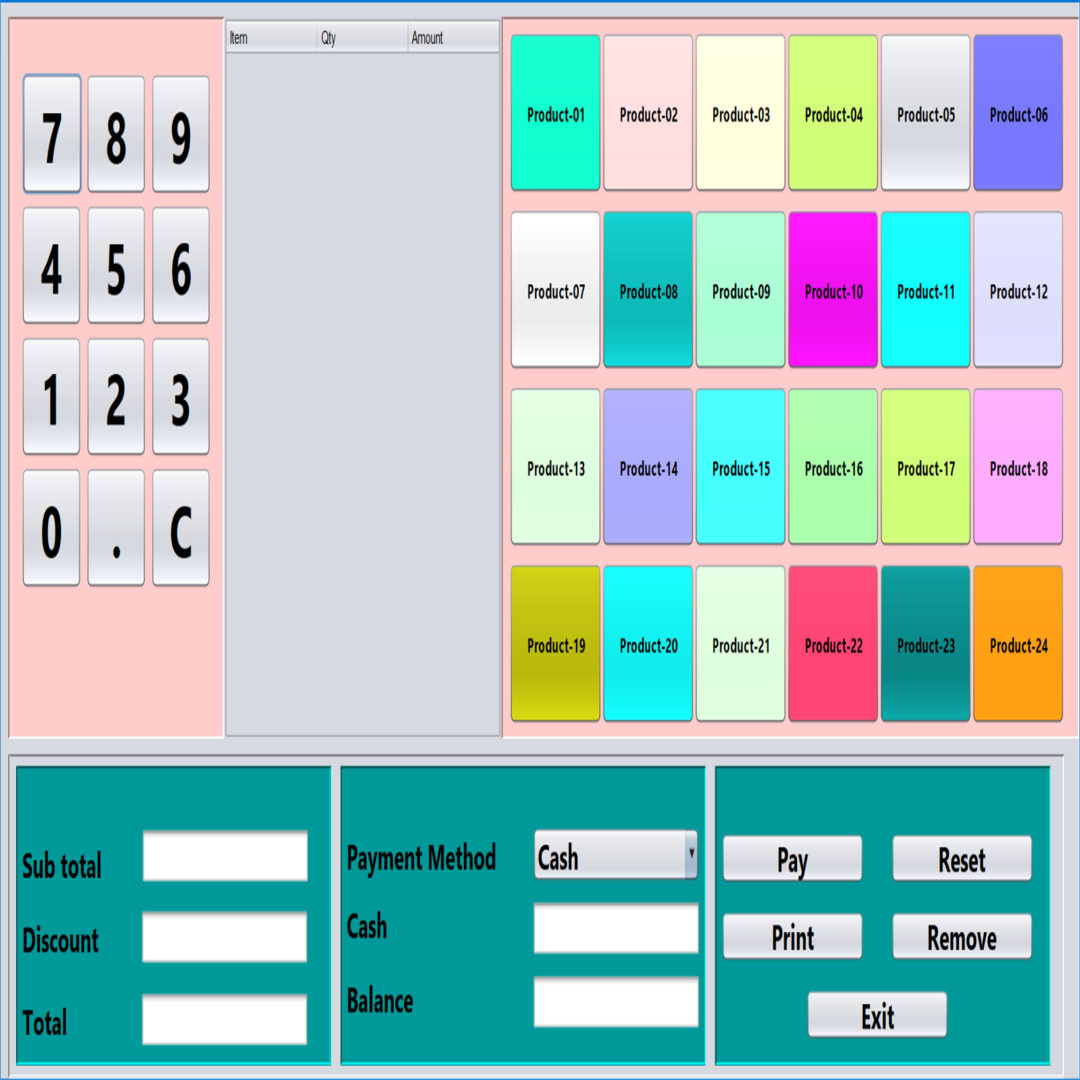 7 8 9
4 5 6
1 2 3
0 . C
Item Qty Amount
Product-01 Product-02 Product-03 Product-04 Product-05 Product-06
Product-07 Product-08 Product-09 Product-10 Product-11 Product-12
Product-13 Product-14 Product-15 Product-16 Product-17 Product-18
Product-19 Product-20 Product-21 Product-22 Product-23 Product-24
Sub total
Discount
Total
Payment Method Cash
Cash
Balance
Pay Reset
Print Remove
Exit